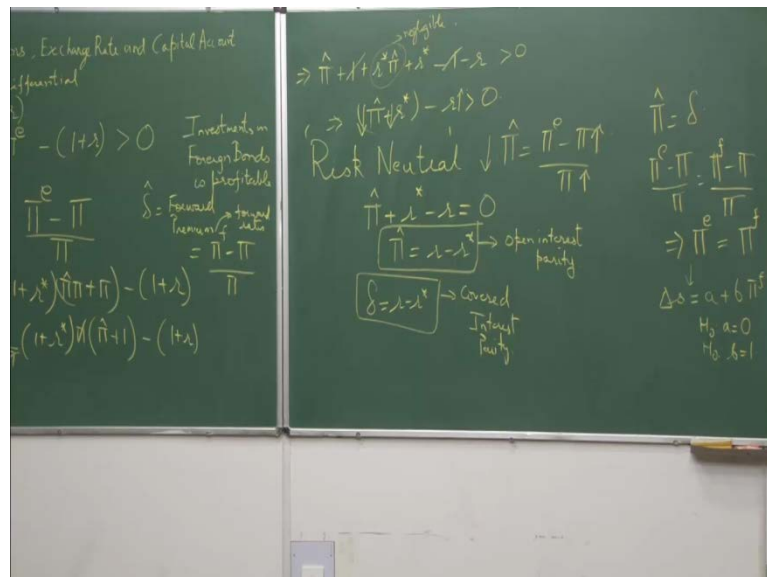 ns, Exchange Rate and Capital Account
ifferential
r)
π^e - (1+r) > 0
Investments in
Foreign Bonds
is profitable
π^e - π / π
δ̂ = Forward
Premium → forward
ratio
= π^f - π / π
1+r*)(π̂π+π) - (1+r)
(1+r*)π(π̂+1) - (1+r)
negligible.
⇒ π̂ + 1 + r*π̂ + r* - 1 - r > 0
⇒ ↓(π̂↓+r*) - r↑ > 0
Risk Neutral ↓ π̂ = π^e - π↑ / π↑
π̂ + r* - r = 0
π̂ = r - r* → open interest
parity
δ = r - r* → Covered
Interest
Parity.
π̂ = δ
π^e - π / π = π^f - π / π
⇒ π^e = π^f
↓
Δs = a + b π^f
H₀ a=0
H₀ b=1